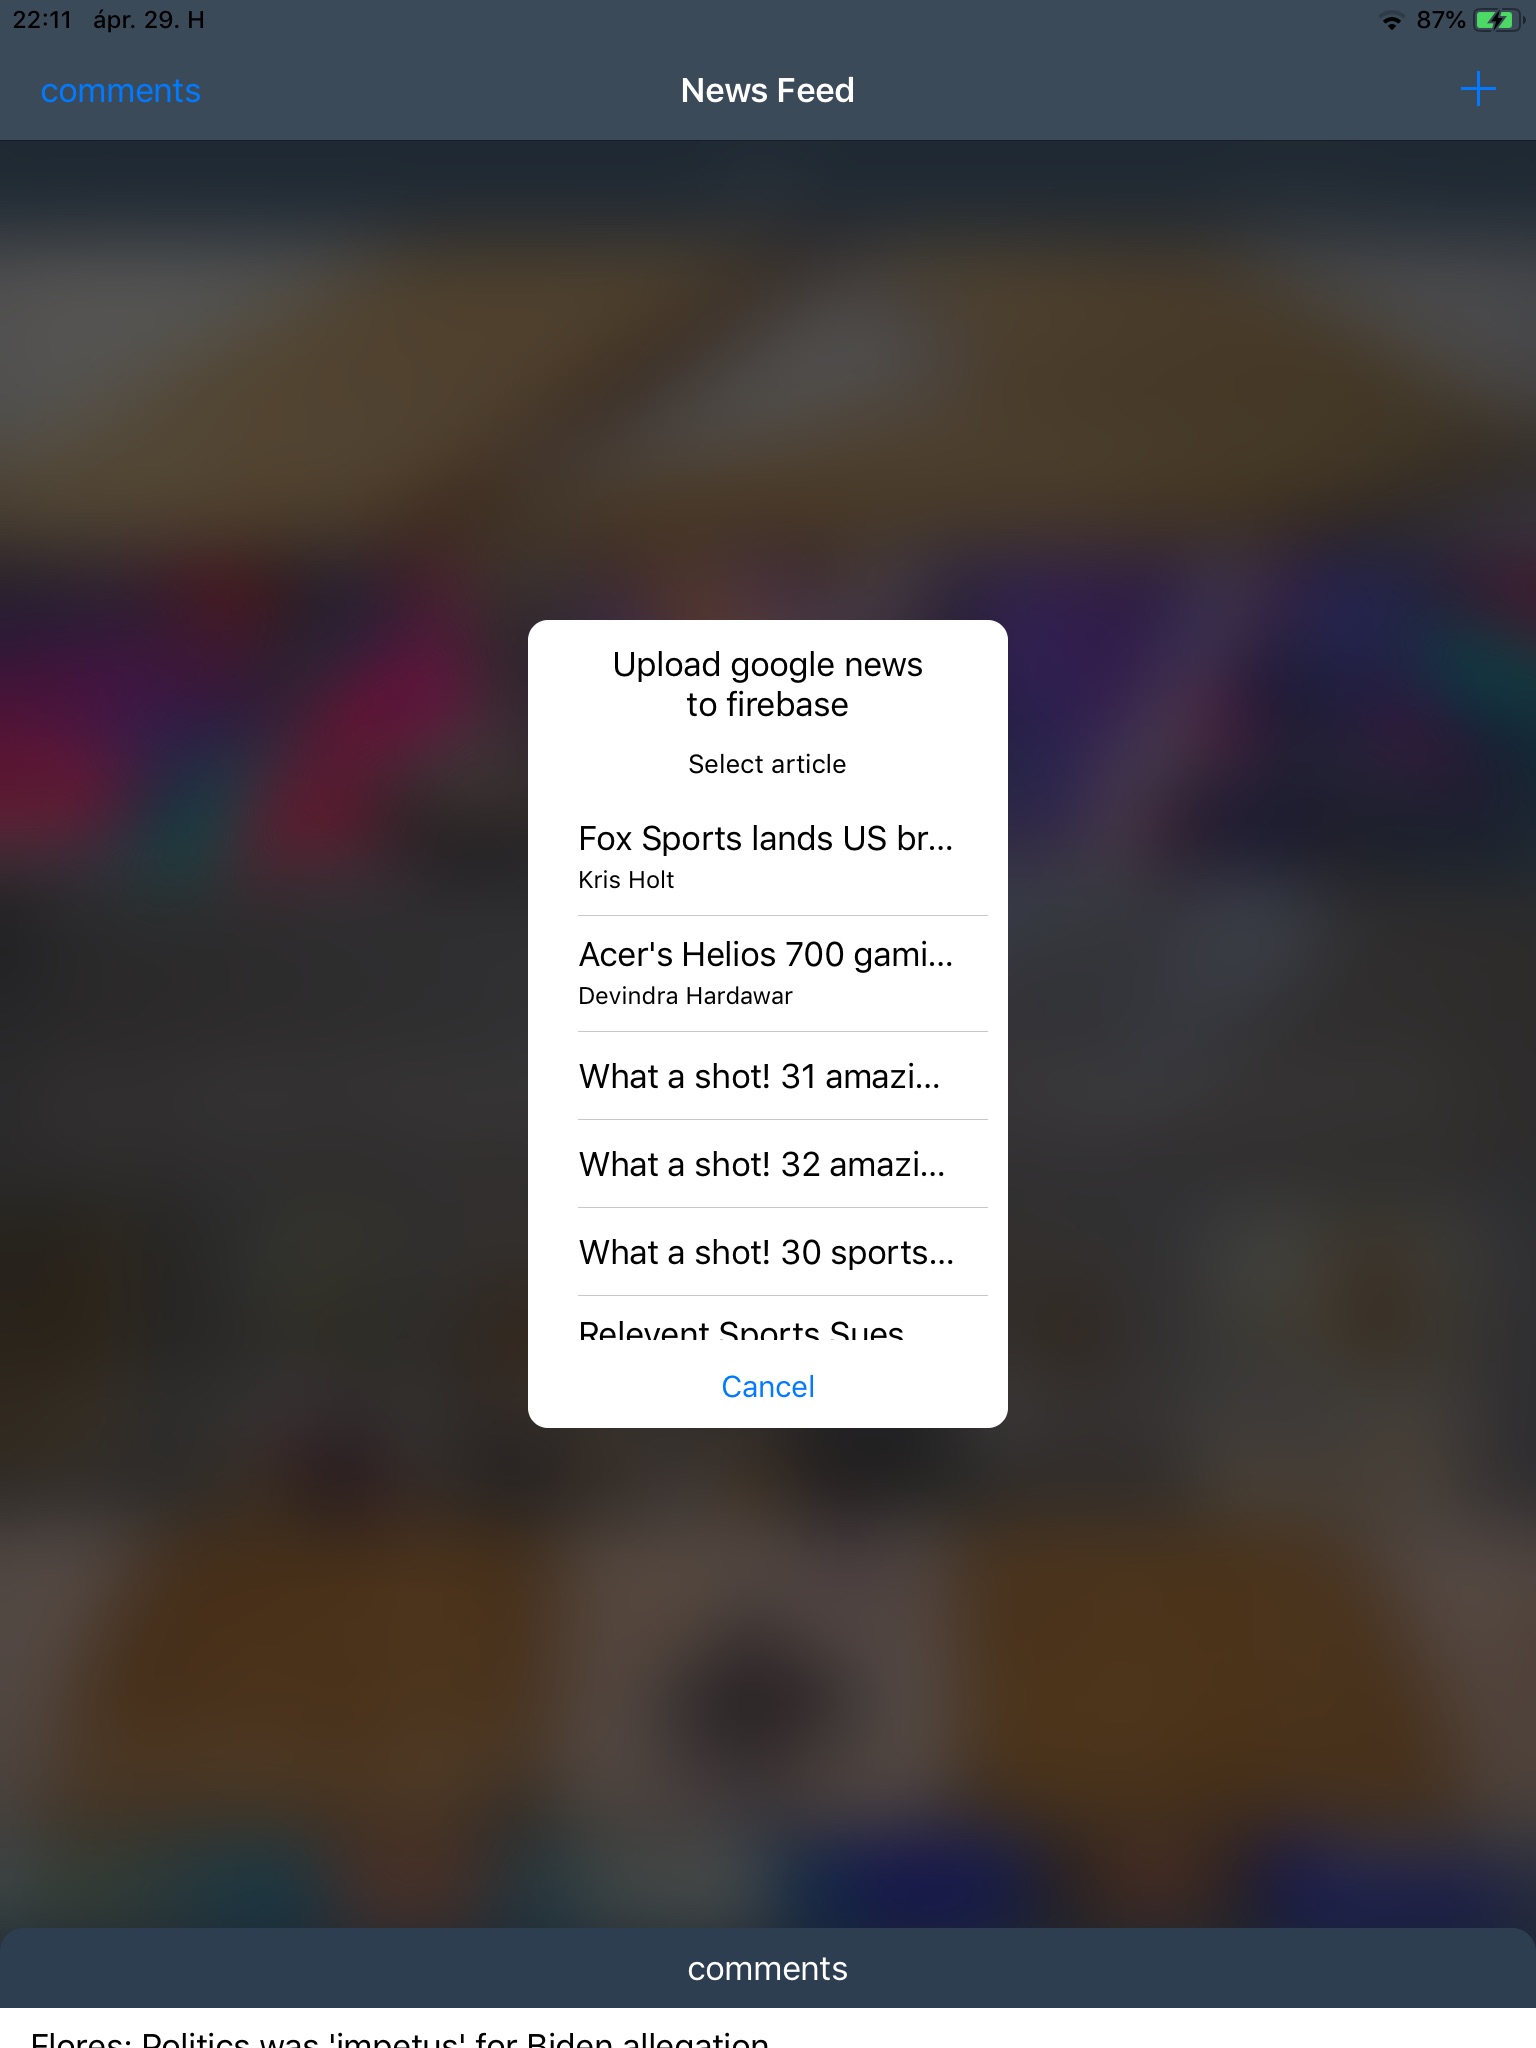 22:11 ápr. 29. H 87%
comments News Feed +
Upload google news
to firebase
Select article
Fox Sports lands US br...
Kris Holt
Acer's Helios 700 gami...
Devindra Hardawar
What a shot! 31 amazi...
What a shot! 32 amazi...
What a shot! 30 sports...
Relevent Sports Sues
Cancel
comments
Flores: Politics was 'impetus' for Biden allegation